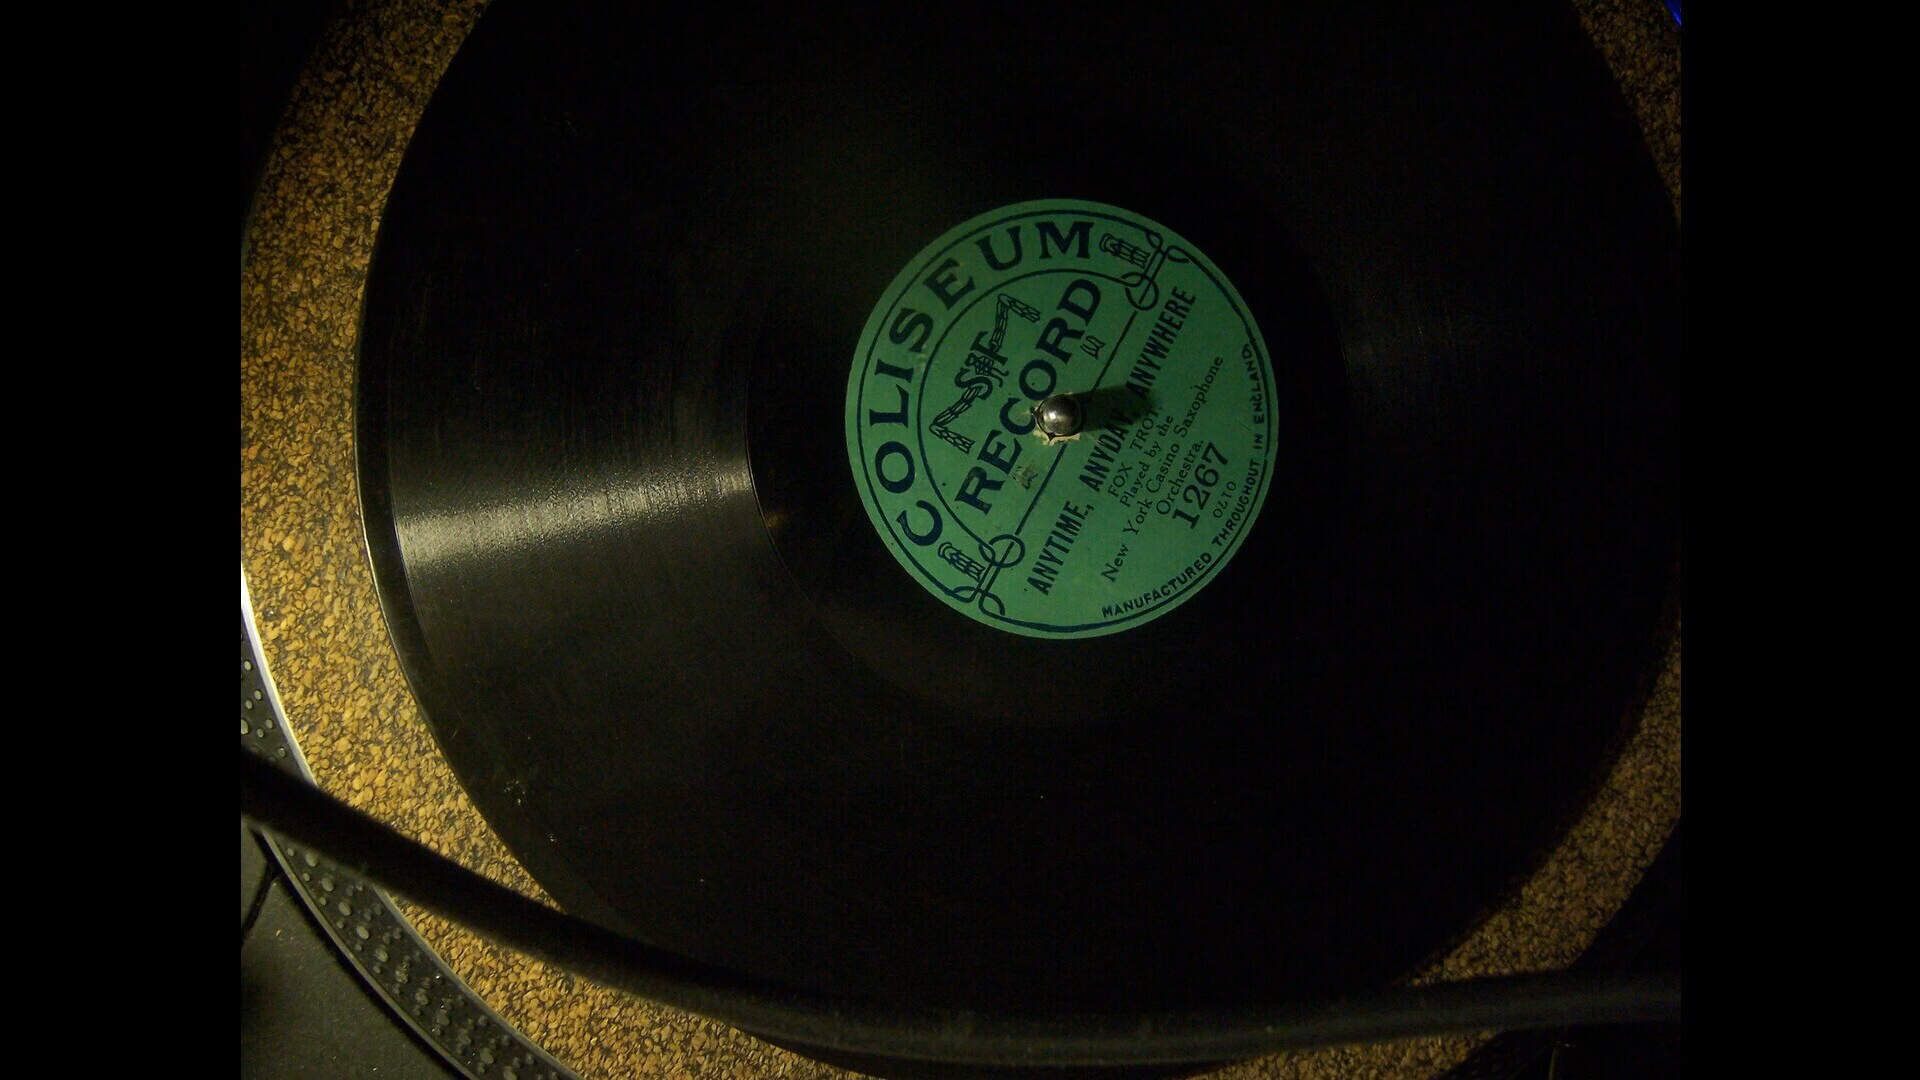 COLISEUM
RECORD
ANYTIME, ANYDAY, ANYWHERE
FOX TROT.
Played by the
New York Casino Saxophone
Orchestra.
1267
MANUFACTURED THROUGHOUT IN ENGLAND